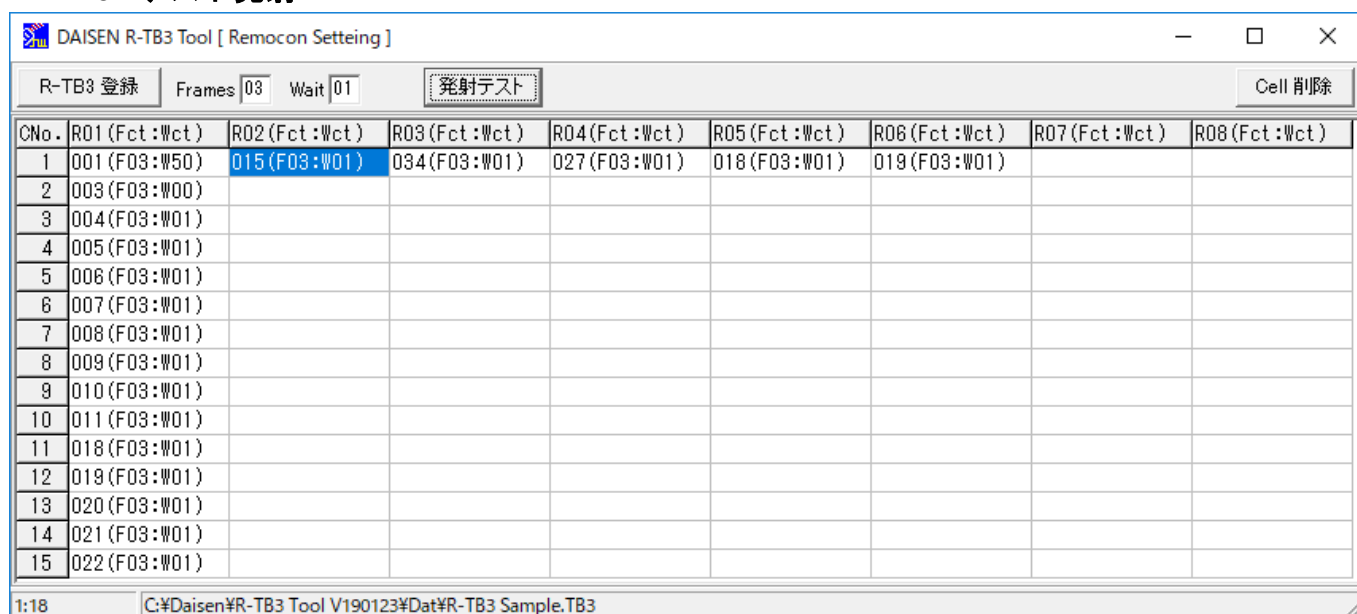 DAISEN R-TB3 Tool [ Remocon Setteing ]
R-TB3 登録 Frames 03 Wait 01 発射テスト Cell 削除
CNo. R01(Fct:Wct) R02(Fct:Wct) R03(Fct:Wct) R04(Fct:Wct) R05(Fct:Wct) R06(Fct:Wct) R07(Fct:Wct) R08(Fct:Wct)
1 001(F03:W50) 015(F03:W01) 034(F03:W01) 027(F03:W01) 018(F03:W01) 019(F03:W01)
2 003(F03:W00)
3 004(F03:W01)
4 005(F03:W01)
5 006(F03:W01)
6 007(F03:W01)
7 008(F03:W01)
8 009(F03:W01)
9 010(F03:W01)
10 011(F03:W01)
11 018(F03:W01)
12 019(F03:W01)
13 020(F03:W01)
14 021(F03:W01)
15 022(F03:W01)
1:18 C:¥Daisen¥R-TB3 Tool V190123¥Dat¥R-TB3 Sample.TB3